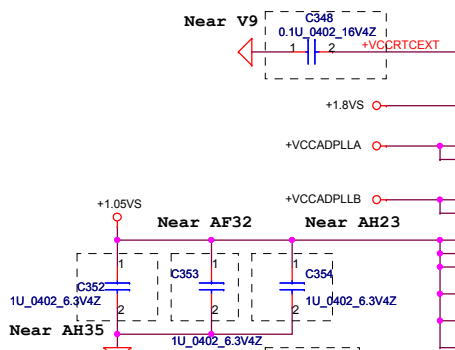 Near V9
C348
0.1U_0402_16V4Z
1
2
+VCCRTCEXT
+1.8VS
+VCCADPLLA
+VCCADPLLB
+1.05VS
Near AF32
Near AH23
1
1
1
C352
C353
C354
1U_0402_6.3V4Z
1U_0402_6.3V4Z
2
2
2
Near AH35
1U_0402_6.3V4Z